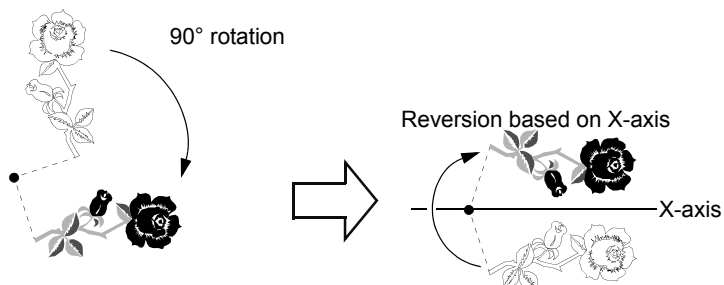 90° rotation
Reversion based on X-axis
X-axis